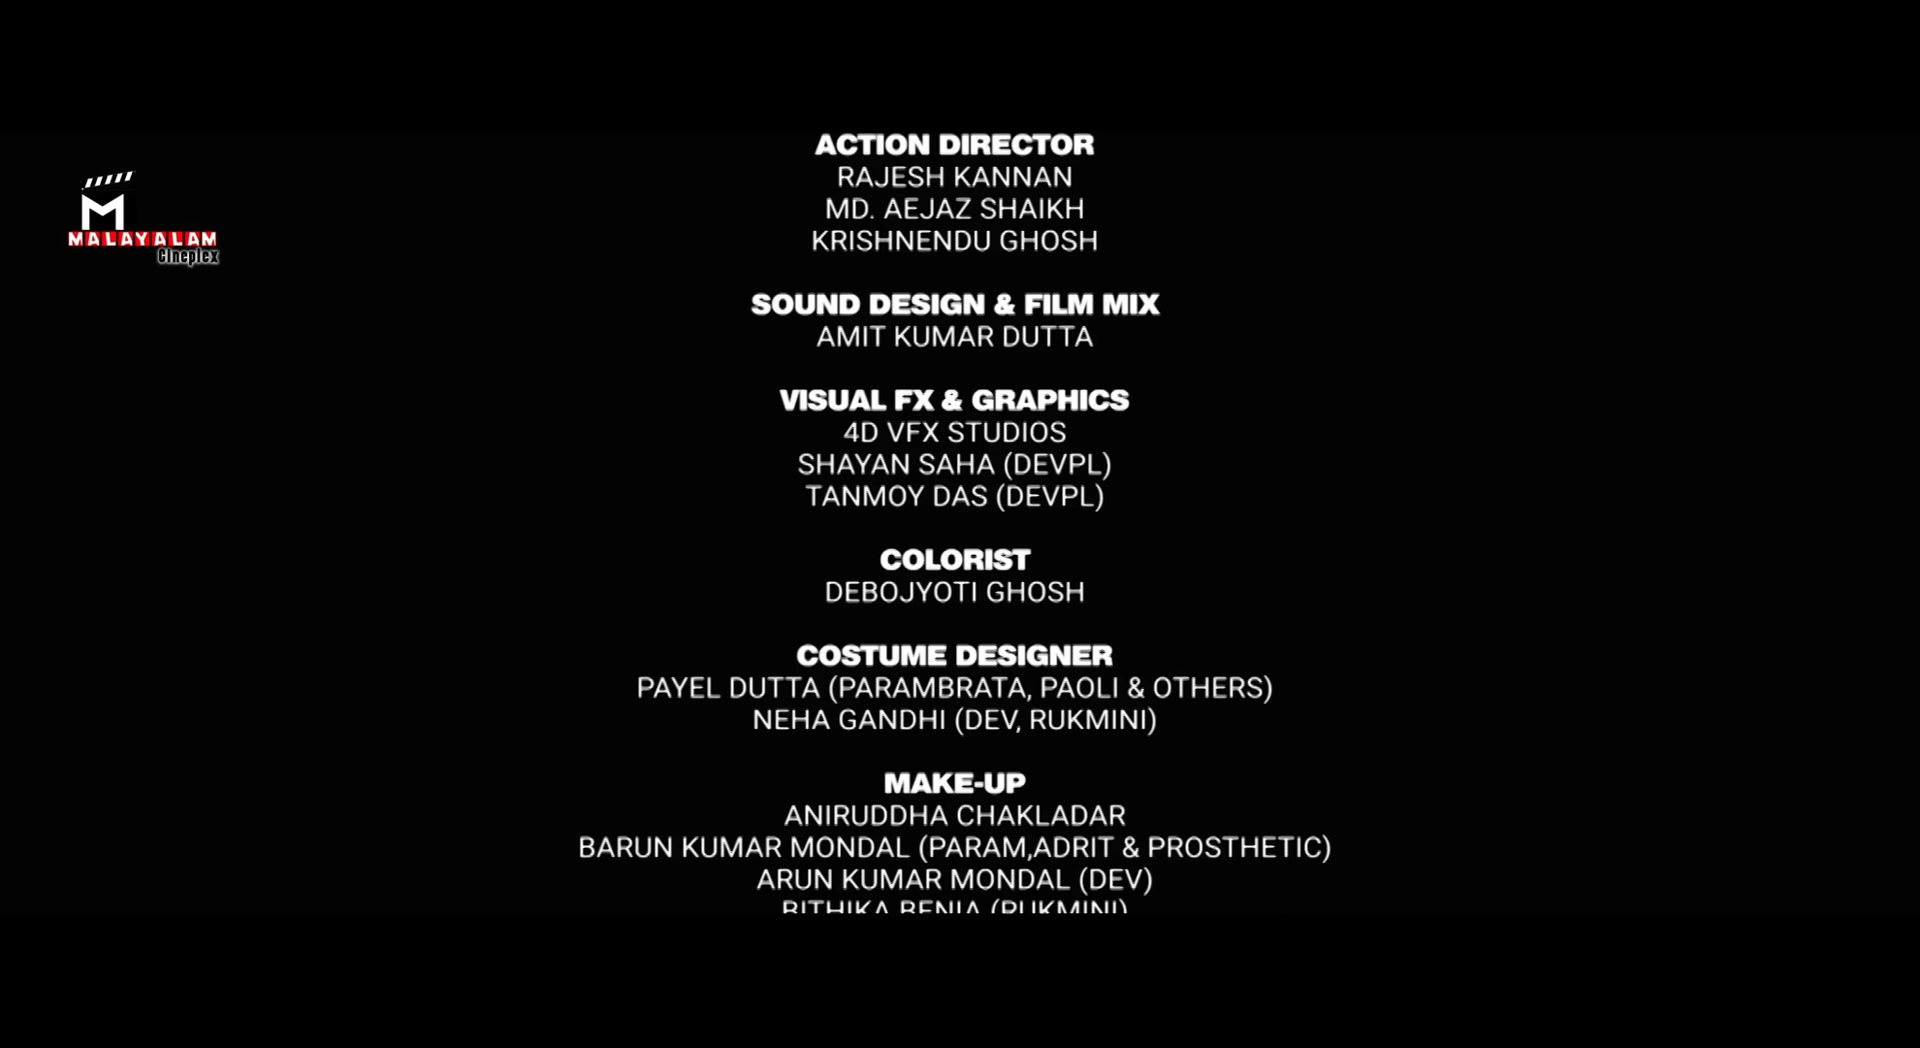 M
MALAYALAM
Cineplex
ACTION DIRECTOR
RAJESH KANNAN
MD. AEJAZ SHAIKH
KRISHNENDU GHOSH
SOUND DESIGN & FILM MIX
AMIT KUMAR DUTTA
VISUAL FX & GRAPHICS
4D VFX STUDIOS
SHAYAN SAHA (DEVPL)
TANMOY DAS (DEVPL)
COLORIST
DEBOJYOTI GHOSH
COSTUME DESIGNER
PAYEL DUTTA (PARAMBRATA, PAOLI & OTHERS)
NEHA GANDHI (DEV, RUKMINI)
MAKE-UP
ANIRUDDHA CHAKLADAR
BARUN KUMAR MONDAL (PARAM,ADRIT & PROSTHETIC)
ARUN KUMAR MONDAL (DEV)
BITHIKA BENIA (RUKMINI)